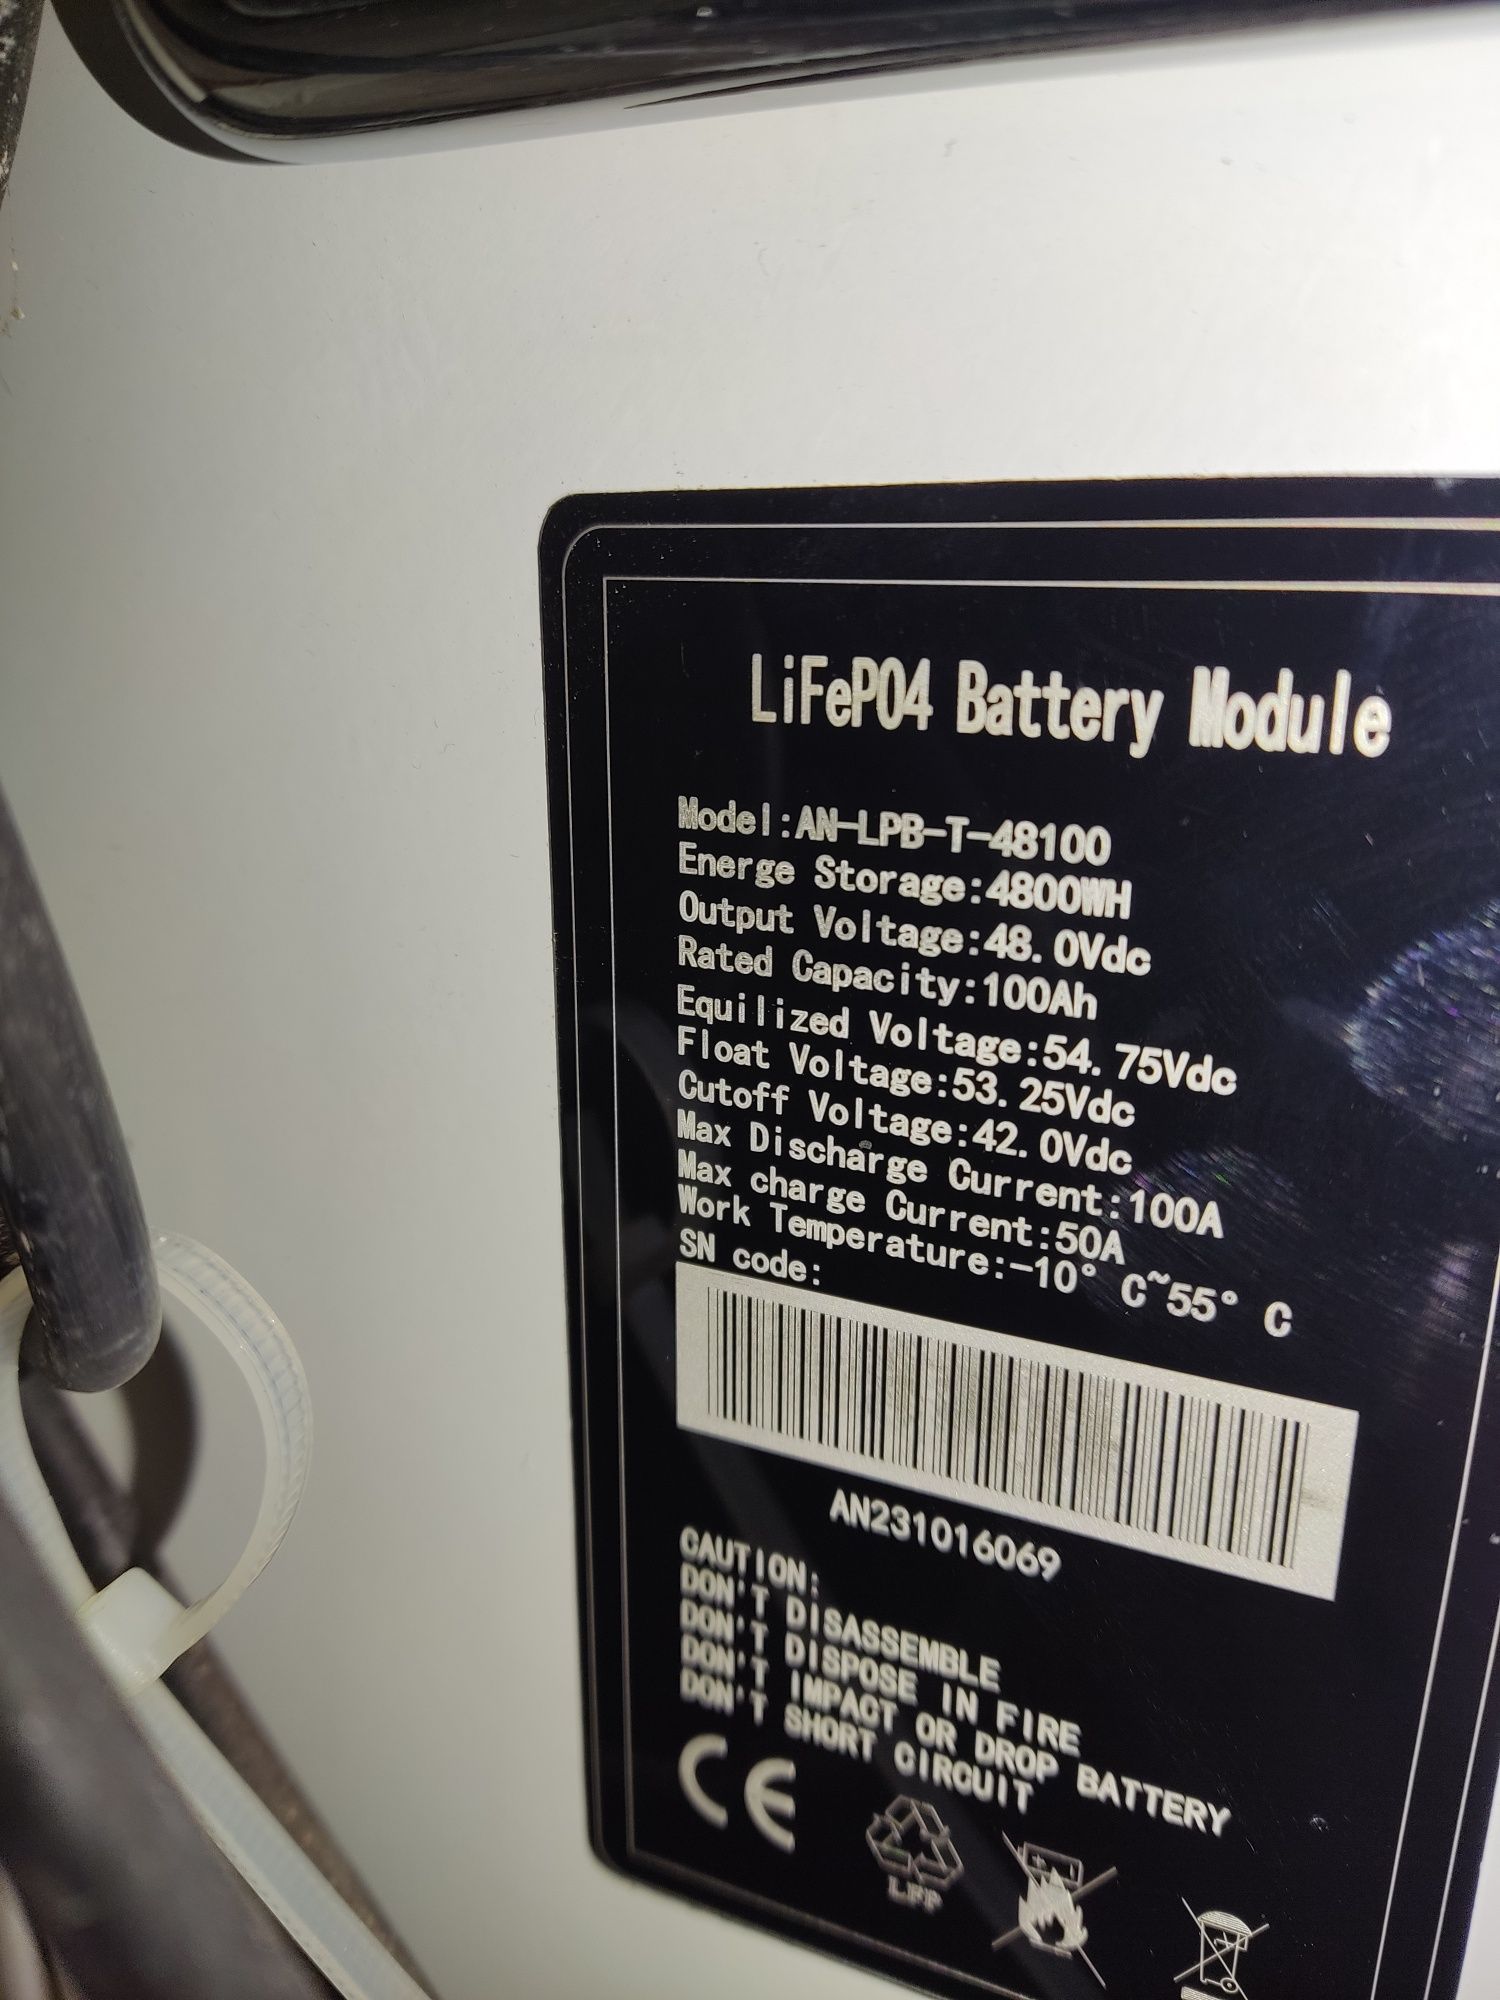 LiFePO4 Battery Module
Model:AN-LPB-T-48100
Energe Storage:4800WH
Output Voltage:48.0Vdc
Rated Capacity:100Ah
Equilized Voltage:54.75Vdc
Float Voltage:53.25Vdc
Cutoff Voltage:42.0Vdc
Max Discharge Current:100A
Max charge Current:50A
Work Temperature:-10° C~55° C
SN code:
AN231016069
CAUTION:
DON'T DISASSEMBLE
DON'T DISPOSE IN FIRE
DON'T IMPACT OR DROP BATTERY
DON'T SHORT CIRCUIT
CE
LFP